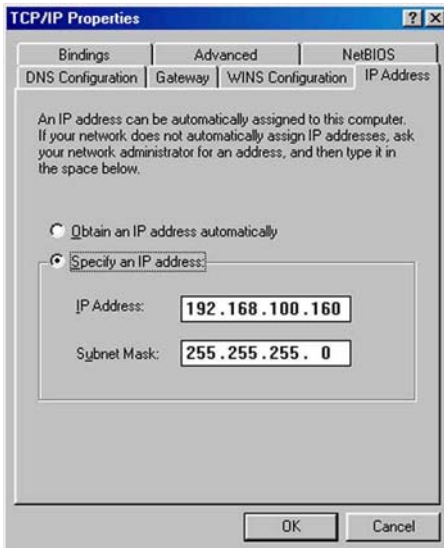 TCP/IP Properties
Bindings Advanced NetBIOS
DNS Configuration Gateway WINS Configuration IP Address
An IP address can be automatically assigned to this computer.
If your network does not automatically assign IP addresses, ask
your network administrator for an address, and then type it in
the space below.
Obtain an IP address automatically
Specify an IP address:
IP Address: 192.168.100.160
Subnet Mask: 255.255.255. 0
OK Cancel